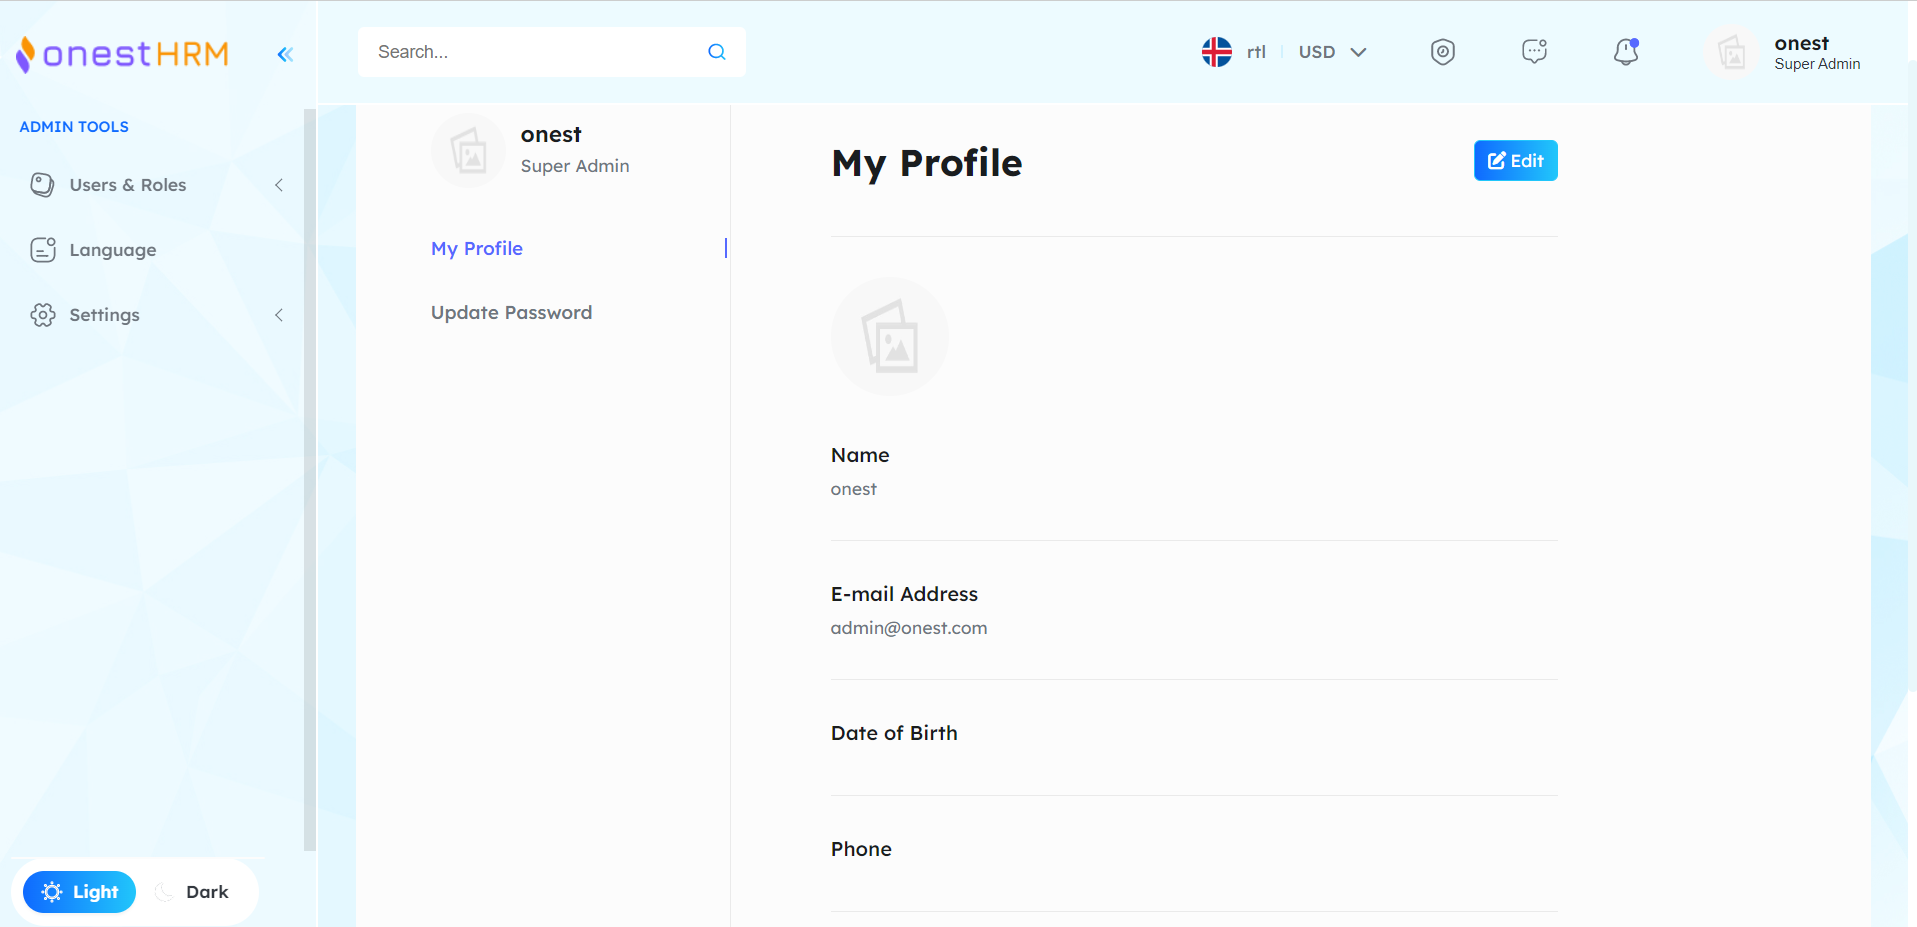 onestHRM
Search...
rtl
USD
onest
Super Admin
ADMIN TOOLS
Users & Roles
Language
Settings
Light
Dark
onest
Super Admin
My Profile
Update Password
My Profile
Edit
Name
onest
E-mail Address
admin@onest.com
Date of Birth
Phone